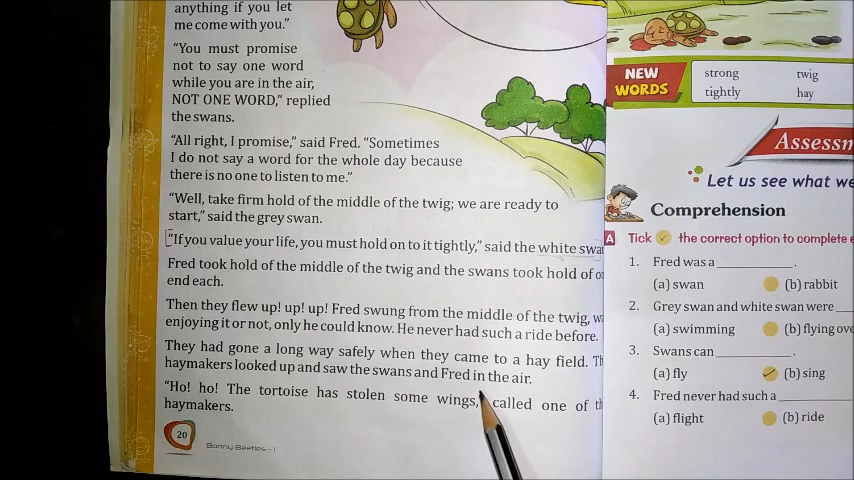 anything if you let
me come with you."
"You must promise
not to say one word
while you are in the air,
NOT ONE WORD," replied
the swans.
"All right, I promise," said Fred. "Sometimes
I do not say a word for the whole day because
there is no one to listen to me."
"Well, take firm hold of the middle of the twig; we are ready to
start," said the grey swan.
"If you value your life, you must hold on to it tightly," said the white
Fred took hold of the middle of the twig and the swans took hold of
end each.
Then they flew up! up! up! Fred swung from the middle of the twig,
enjoying it or not, only he could know. He never had such a ride before.
They had gone a long way safely when they came to a hay field.
haymakers looked up and saw the swans and Fred in the air.
"Ho! ho! The tortoise has stolen some wings," called one of
haymakers.
20
Bonny Beetles - 1
NEW WORDS
strong twig
tightly hay
Let us see what
Comprehension
A Tick ✓ the correct option to complete
1. Fred was a __________.
(a) swan (b) rabbit
2. Grey swan and white swan were
(a) swimming (b) flying
3. Swans can __________.
(a) fly ✓ (b) sing
4. Fred never had such a __________
(a) flight (b) ride